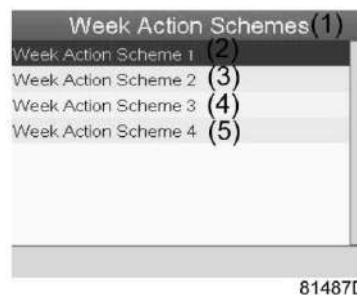 Week Action Schemes(1)
Week Action Scheme 1 (2)
Week Action Scheme 2 (3)
Week Action Scheme 3 (4)
Week Action Scheme 4 (5)
81487D